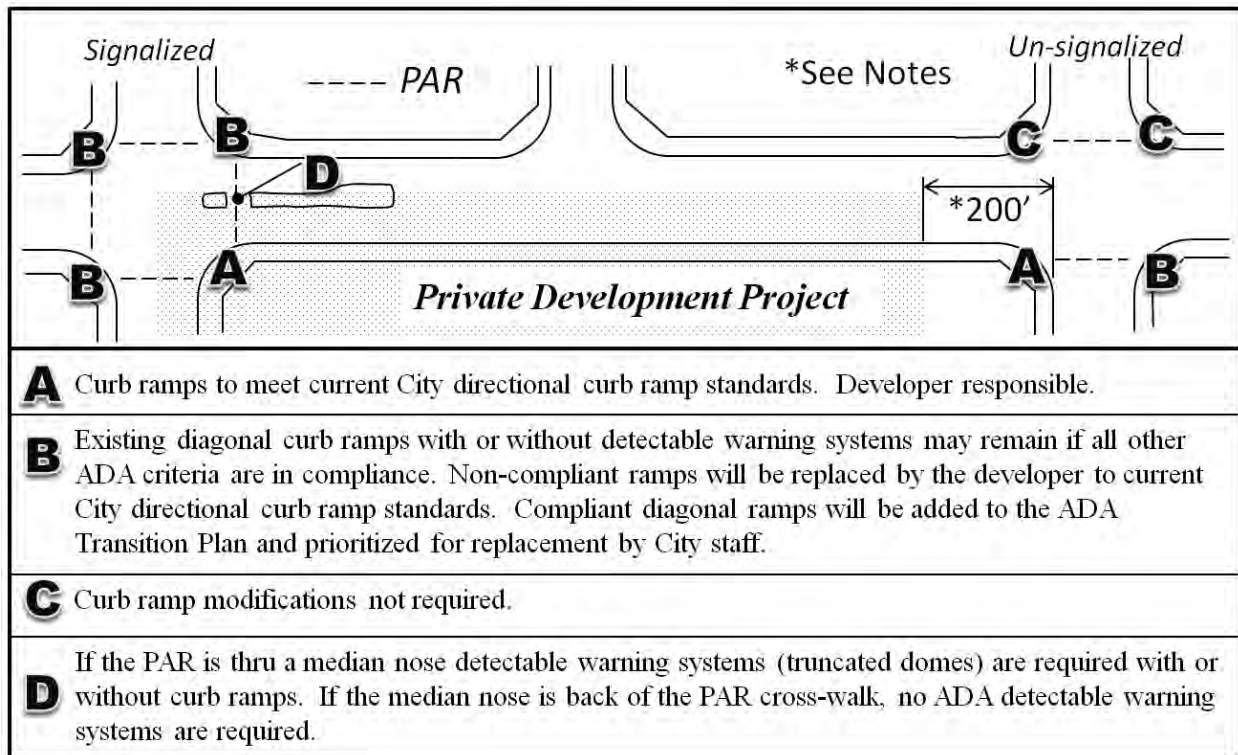 Signalized
Un-signalized
---- PAR
*See Notes
B
B
C
C
D
*200'
B
A
A
B
Private Development Project
A Curb ramps to meet current City directional curb ramp standards. Developer responsible.
B Existing diagonal curb ramps with or without detectable warning systems may remain if all other
ADA criteria are in compliance. Non-compliant ramps will be replaced by the developer to current
City directional curb ramp standards. Compliant diagonal ramps will be added to the ADA
Transition Plan and prioritized for replacement by City staff.
C Curb ramp modifications not required.
D If the PAR is thru a median nose detectable warning systems (truncated domes) are required with or
without curb ramps. If the median nose is back of the PAR cross-walk, no ADA detectable warning
systems are required.